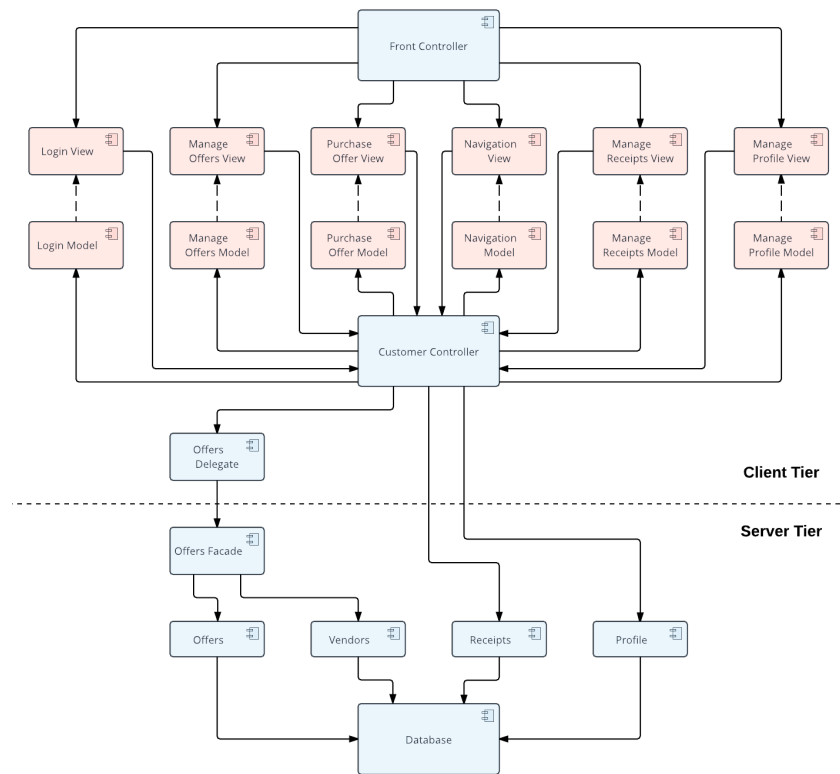 Front Controller
Login View
Manage
Offers View
Purchase
Offer View
Navigation
View
Manage
Receipts View
Manage
Profile View
Login Model
Manage
Offers Model
Purchase
Offer Model
Navigation
Model
Manage
Receipts Model
Manage
Profile Model
Customer Controller
Offers
Delegate
Client Tier
Server Tier
Offers Facade
Offers
Vendors
Receipts
Profile
Database